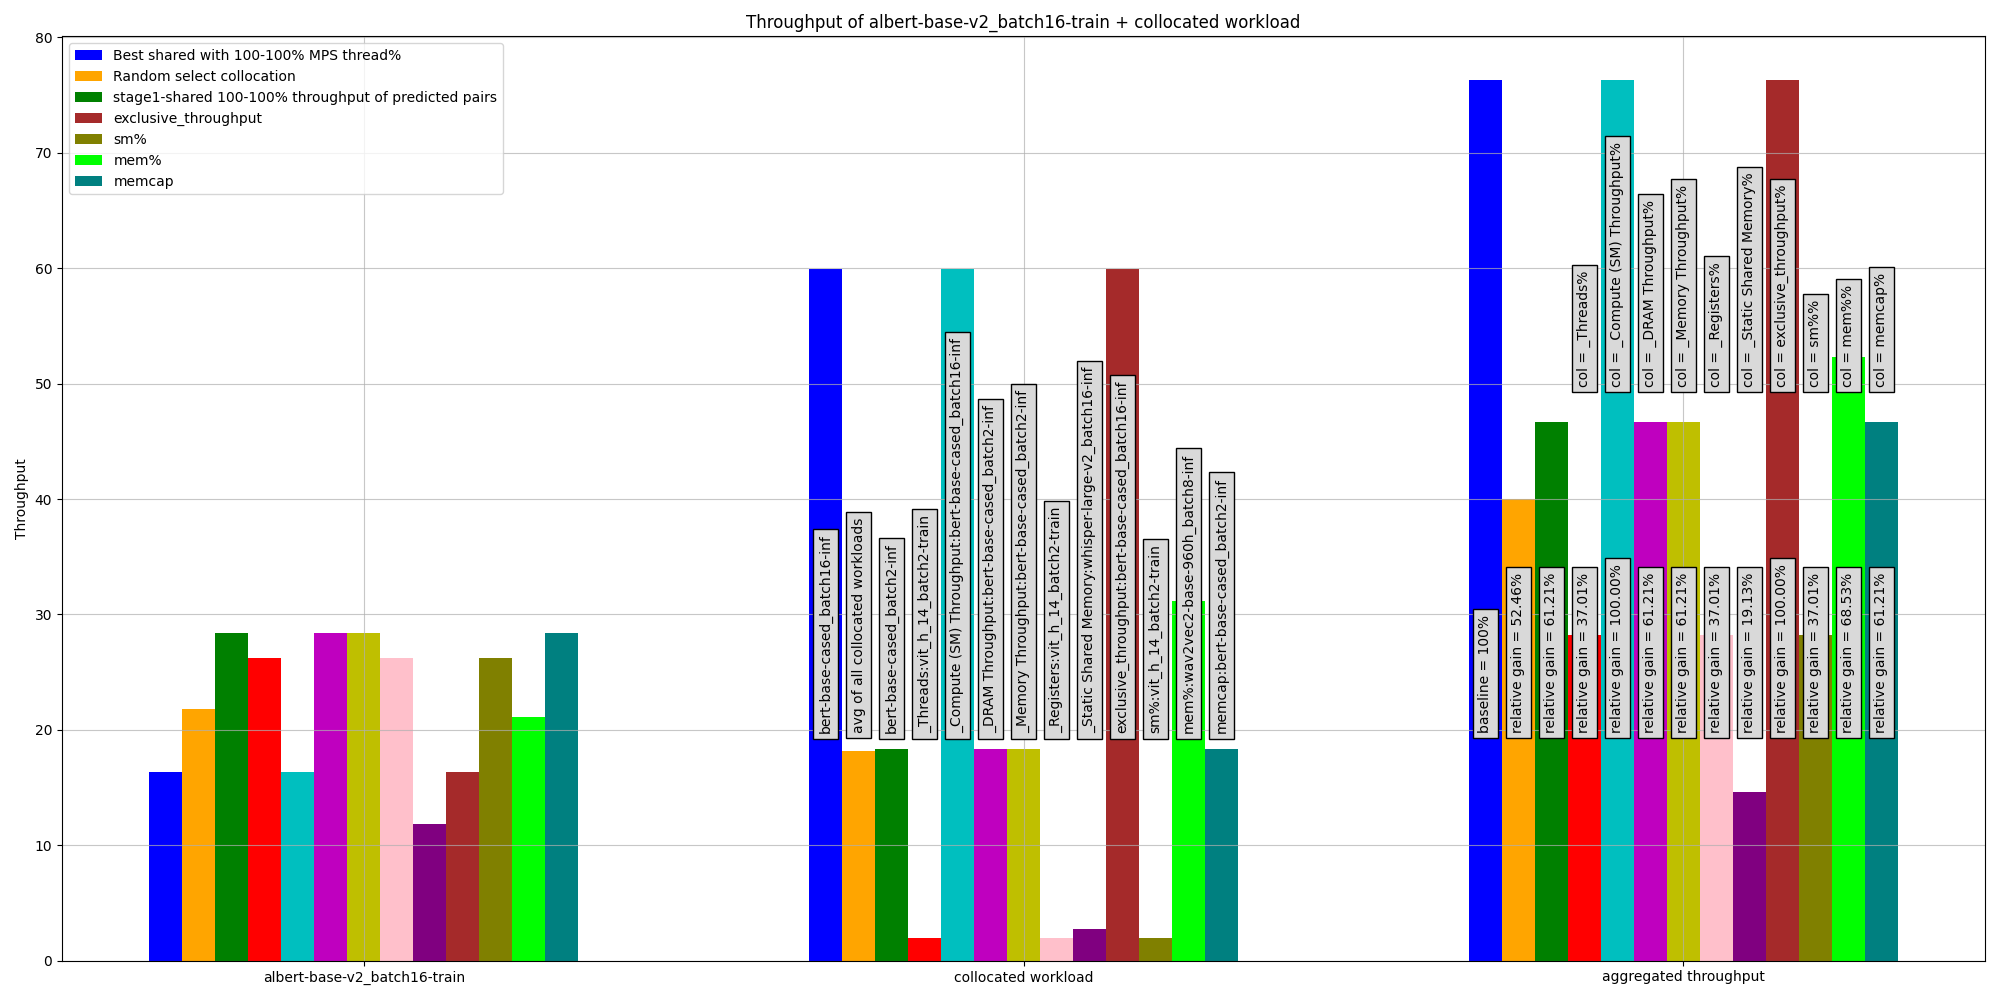 Throughput of albert-base-v2_batch16-train + collocated workload
Best shared with 100-100% MPS thread%
Random select collocation
stage1-shared 100-100% throughput of predicted pairs
exclusive_throughput
sm%
mem%
memcap
Throughput
80
70
60
50
40
30
20
10
0
bert-base-cased_batch16-inf
avg of all collocated workloads
bert-base-cased_batch2-inf
_Threads:vit_h_14_batch2-train
_Compute (SM) Throughput:bert-base-cased_batch16-inf
_DRAM Throughput:bert-base-cased_batch2-inf
_Memory Throughput:bert-base-cased_batch2-inf
_Registers:vit_h_14_batch2-train
_Static Shared Memory:whisper-large-v2_batch16-inf
exclusive_throughput:bert-base-cased_batch16-inf
sm%:vit_h_14_batch2-train
mem%:wav2vec2-base-960h_batch8-inf
memcap:bert-base-cased_batch2-inf
col = _Threads%
col = _Compute (SM) Throughput%
col = _DRAM Throughput%
col = _Memory Throughput%
col = _Registers%
col = _Static Shared Memory%
col = exclusive_throughput%
col = sm%%
col = mem%%
col = memcap%
baseline = 100%
relative gain = 52.46%
relative gain = 61.21%
relative gain = 37.01%
relative gain = 100.00%
relative gain = 61.21%
relative gain = 61.21%
relative gain = 37.01%
relative gain = 19.13%
relative gain = 100.00%
relative gain = 37.01%
relative gain = 68.53%
relative gain = 61.21%
albert-base-v2_batch16-train
collocated workload
aggregated throughput